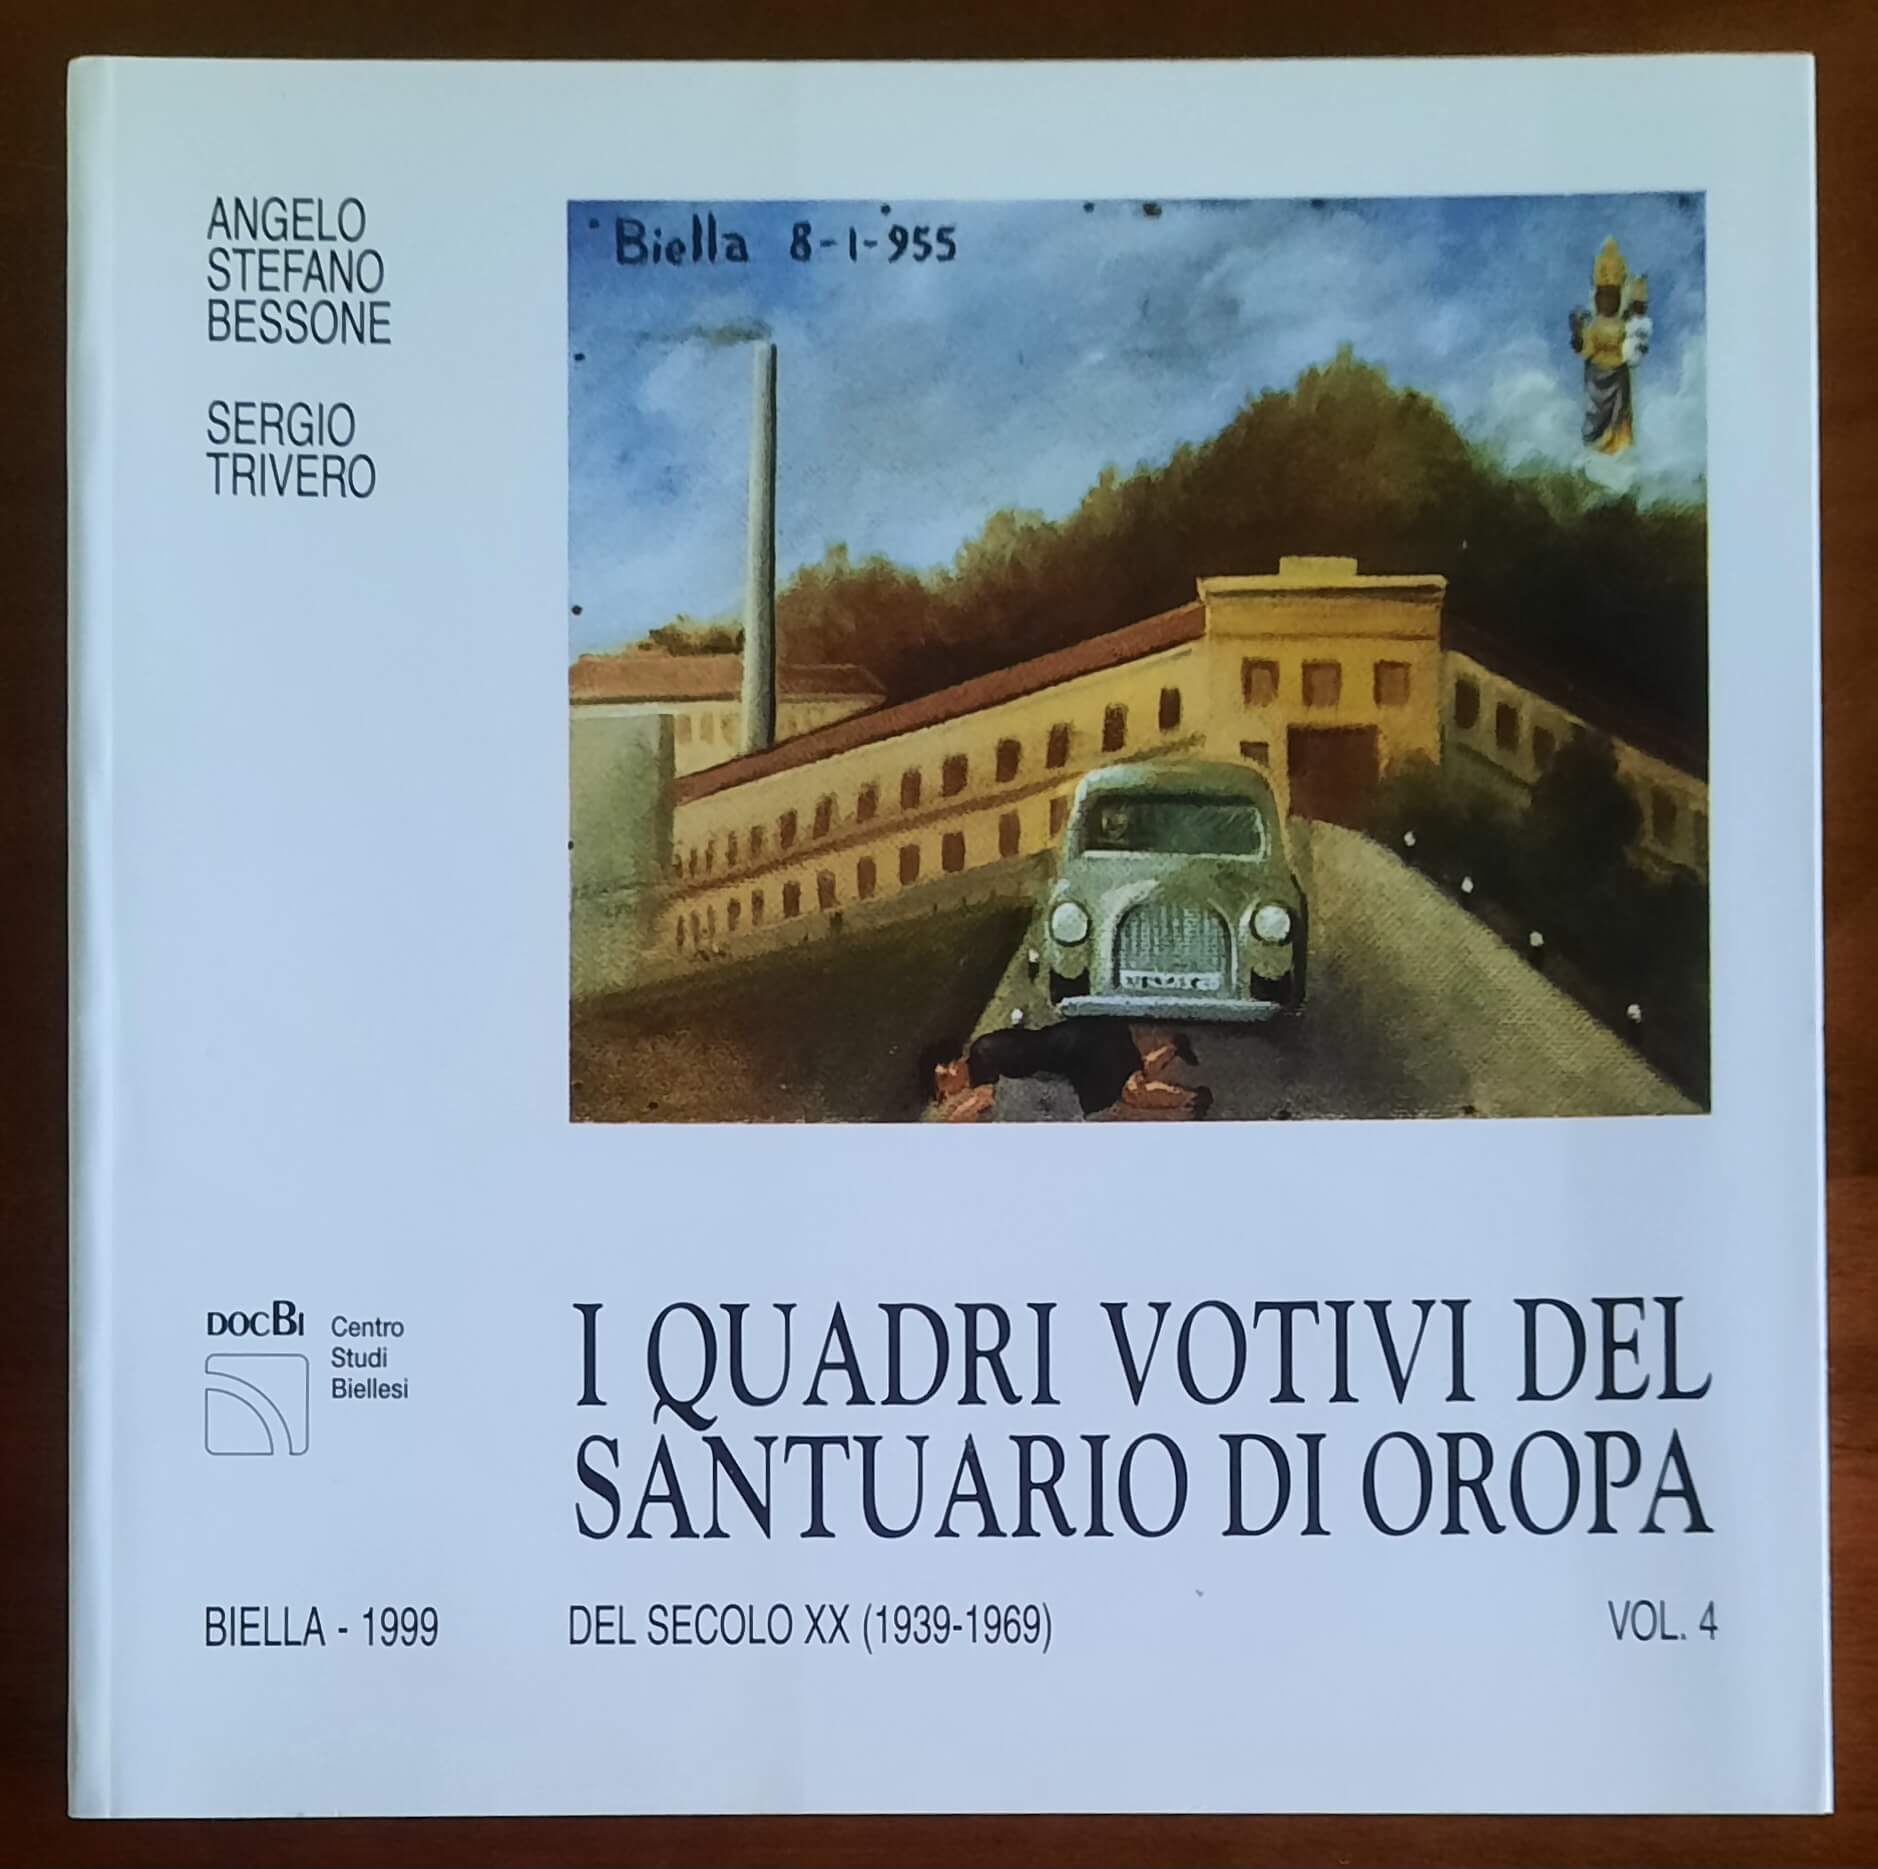 ANGELO
STEFANO
BESSONE
SERGIO
TRIVERO
Biella 8-1-955
DOCBI Centro
Studi
Biellesi
I QUADRI VOTIVI DEL
SANTUARIO DI OROPA
BIELLA - 1999
DEL SECOLO XX (1939-1969)
VOL. 4